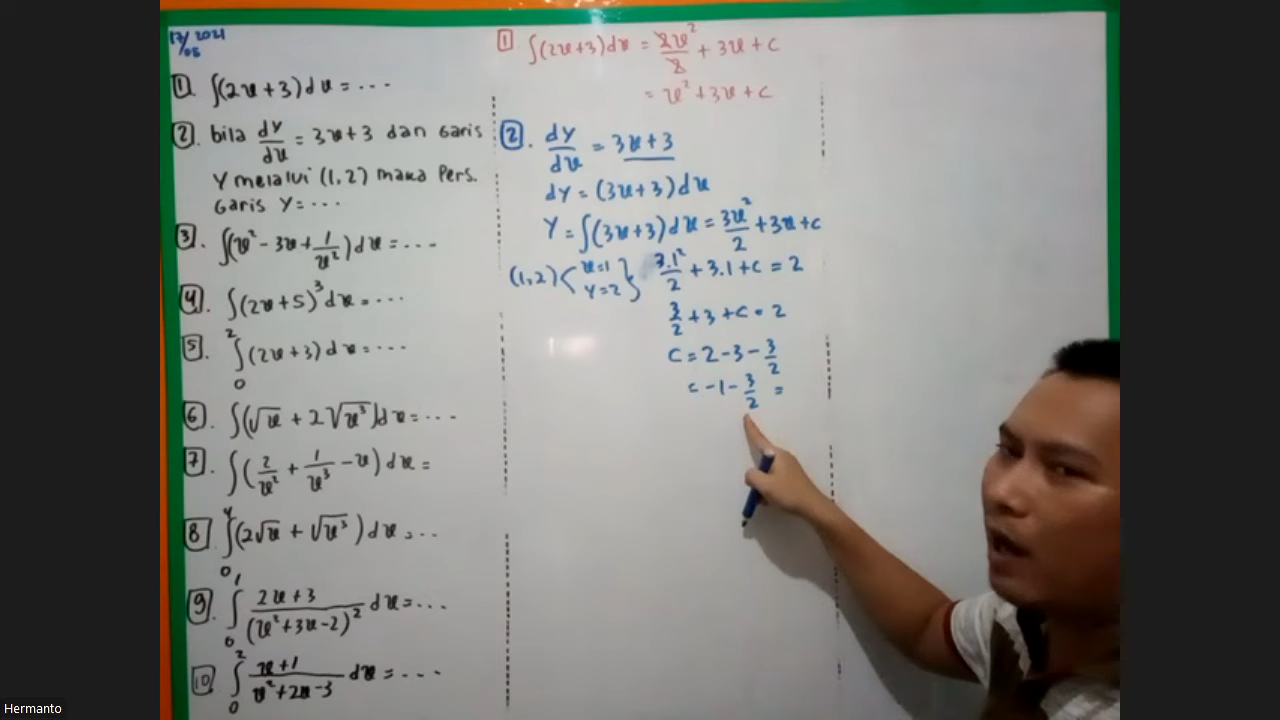 17/05 2021
1. ∫(2x+3)dx = ...
2. bila dy/dx = 3x+3 dan garis
y melalui (1,2) maka Pers.
garis y = ...
3. ∫(x² - 3x + 1/x²)dx = ...
4. ∫(2x+5)³dx = ...
5. ∫₀²(2x+3)dx = ...
6. ∫(√x + 2√x³)dx = ...
7. ∫(2/x² + 1/x³ - x)dx =
8. ∫₀⁴(2√x + √x³)dx = ..
9. ∫₀¹ (2x+3)/(x²+3x-2)² dx = ...
10. ∫₀² (x+1)/(x²+2x-3) dx = ...
1 ∫(2x+3)dx = 2x²/2 + 3x + c
= x² + 3x + c
2. dy/dx = 3x+3
dy = (3x+3)dx
y = ∫(3x+3)dx = 3x²/2 + 3x + c
(1,2) < x=1 y=2 } 3.1²/2 + 3.1 + c = 2
3/2 + 3 + c = 2
c = 2 - 3 - 3/2
= -1 - 3/2 =
Hermanto